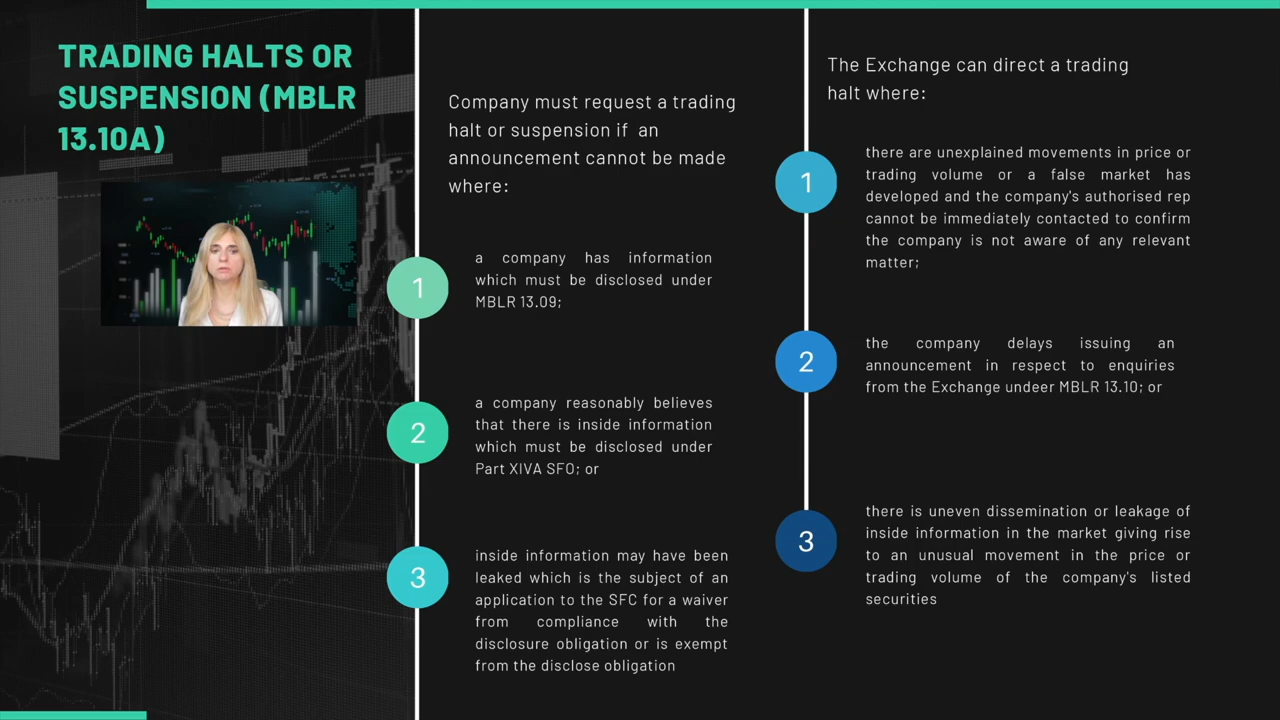 TRADING HALTS OR
SUSPENSION (MBLR
13.10A)
Company must request a trading
halt or suspension if an
announcement cannot be made
where:
1
a company has information
which must be disclosed under
MBLR 13.09;
2
a company reasonably believes
that there is inside information
which must be disclosed under
Part XIVA SFO; or
3
inside information may have been
leaked which is the subject of an
application to the SFC for a waiver
from compliance with the
disclosure obligation or is exempt
from the disclose obligation
The Exchange can direct a trading
halt where:
1
there are unexplained movements in price or
trading volume or a false market has
developed and the company's authorised rep
cannot be immediately contacted to confirm
the company is not aware of any relevant
matter;
2
the company delays issuing an
announcement in respect to enquiries
from the Exchange undeer MBLR 13.10; or
3
there is uneven dissemination or leakage of
inside information in the market giving rise
to an unusual movement in the price or
trading volume of the company's listed
securities